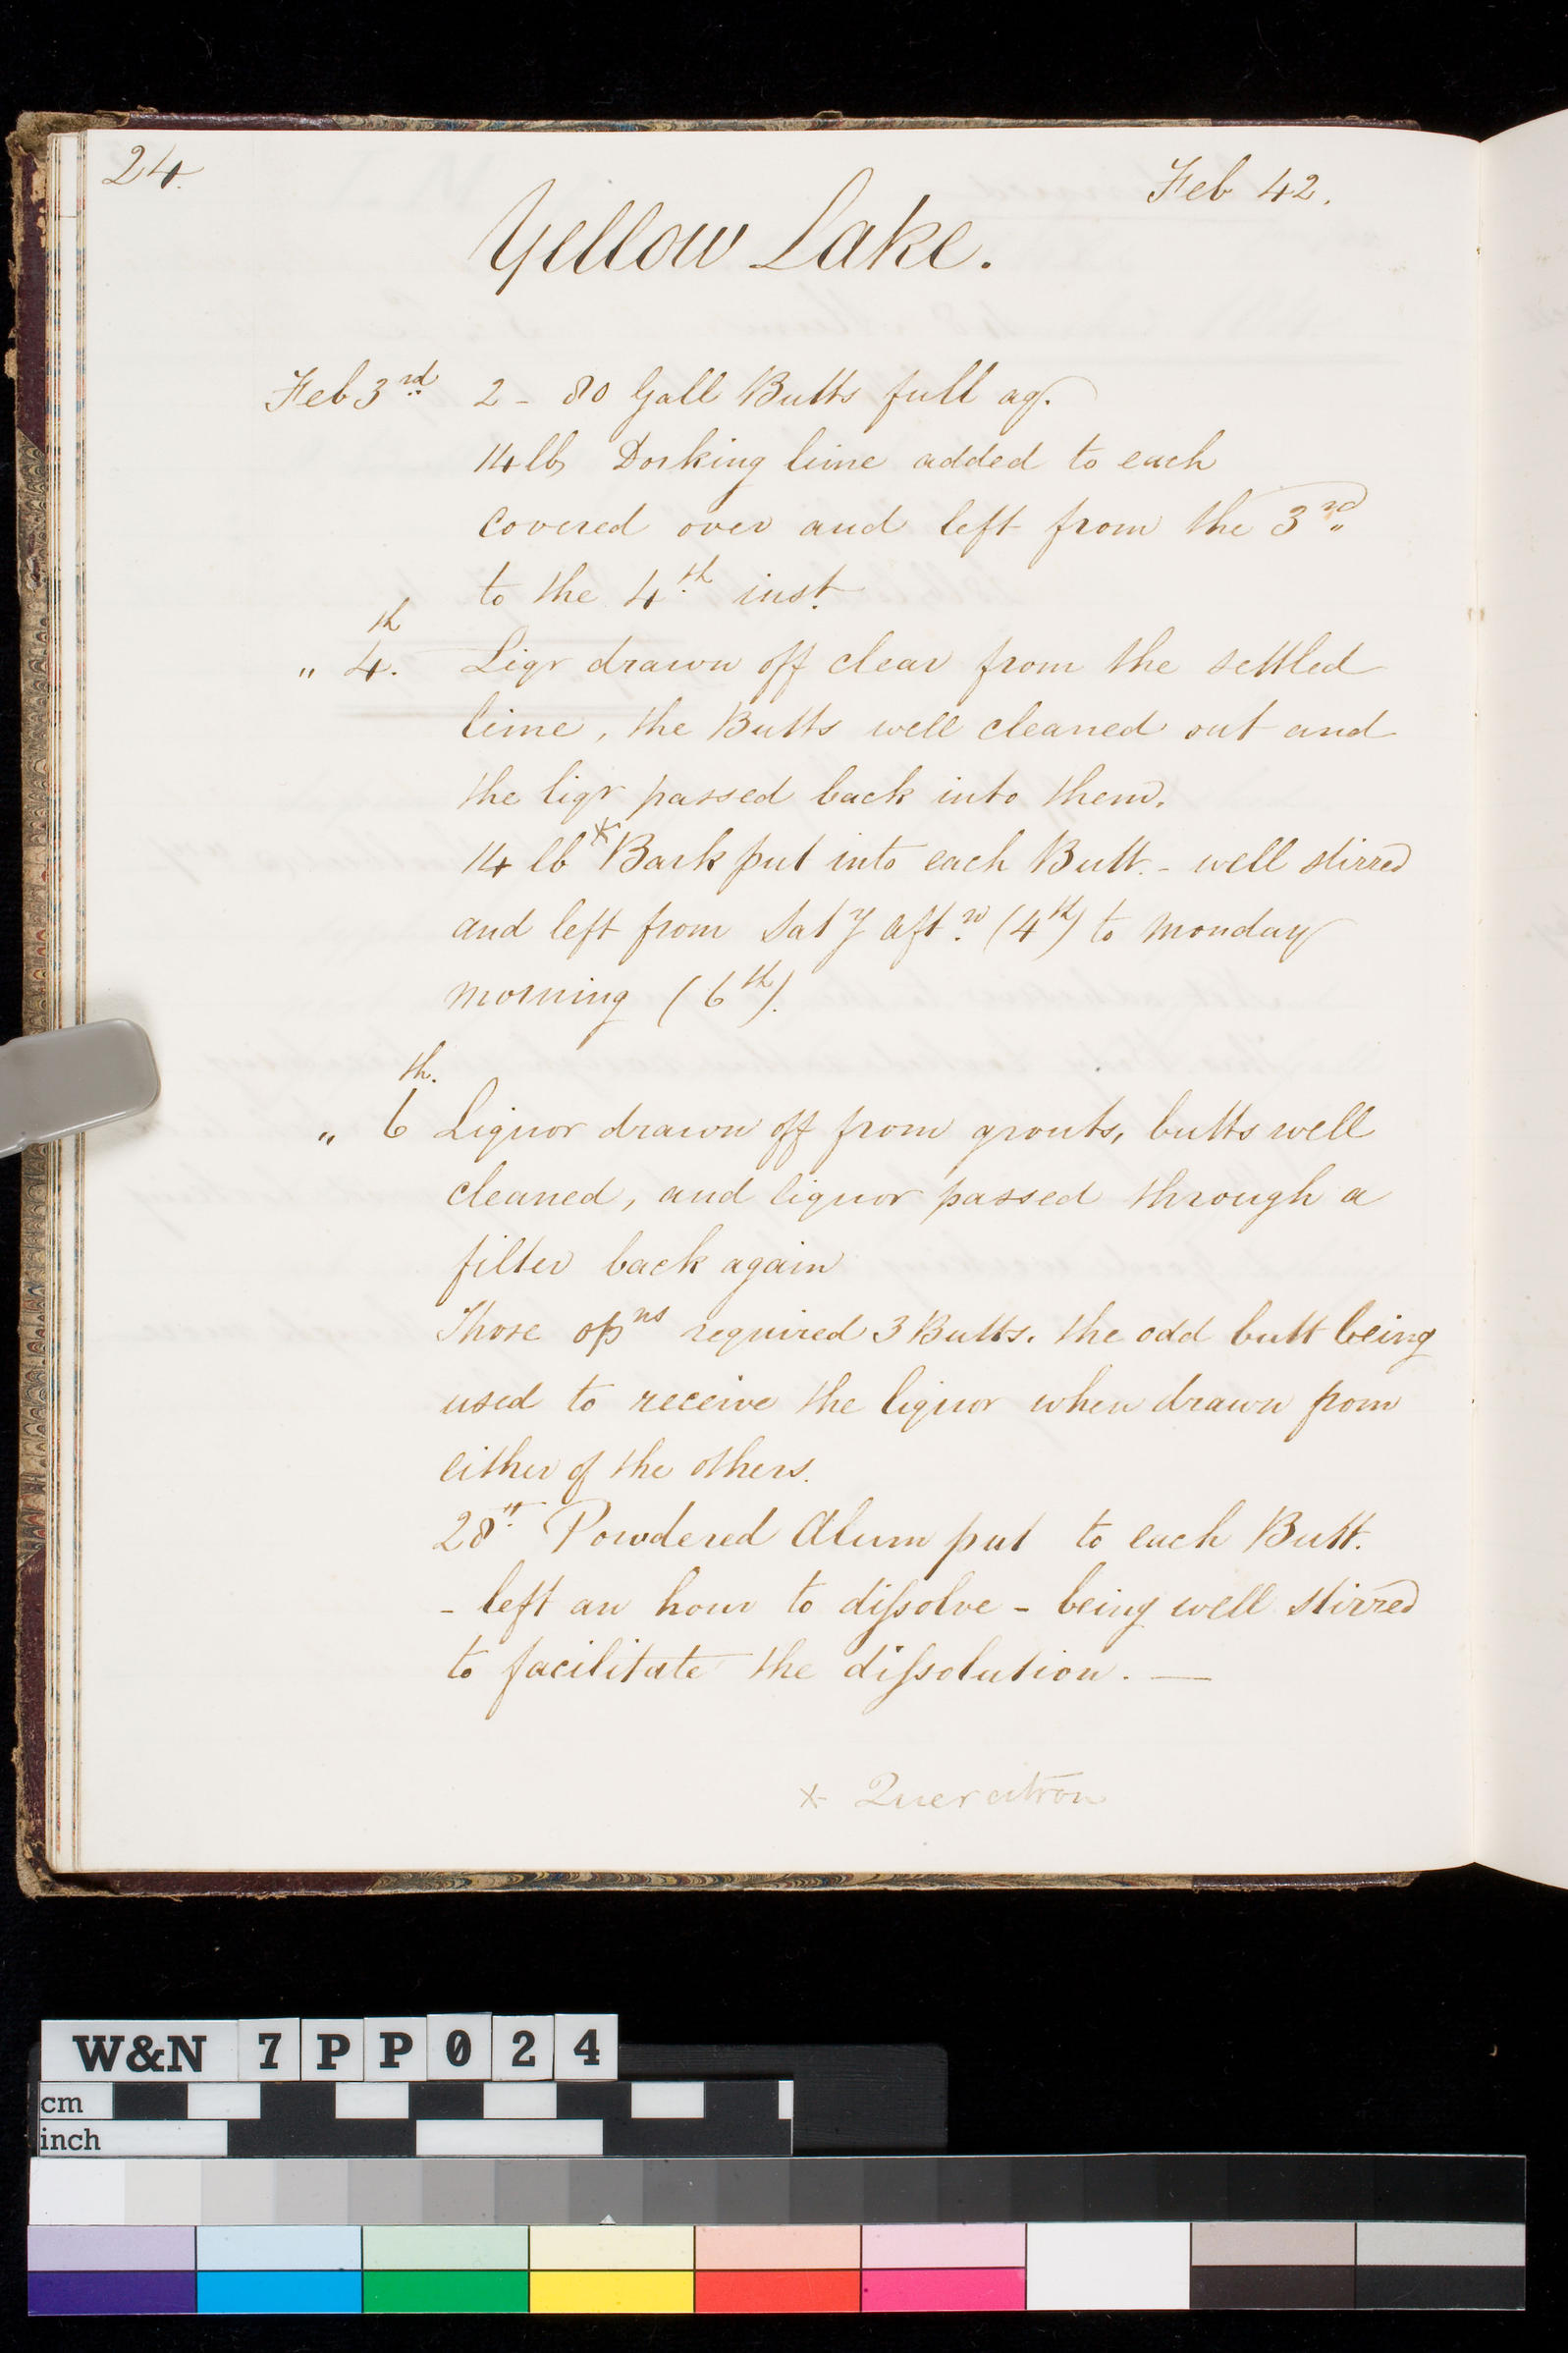 24.
Feb 42.
Yellow Lake.
Feb 3rd 2 - 80 Gall Butts full aq.
14 lbs Dorking lime added to each
covered over and left from the 3rd
to the 4th inst.
" 4th. Liqr drawn off clear from the settled
lime, the Butts well cleaned out and
the liqr passed back into them.
14 lb * Bark put into each Butt. - well stirred
and left from Saty aftn (4th) to Monday
morning (6th).
" 6th. Liquor drawn off from grouts, butts well
cleaned, and liquor passed through a
filter back again
Those opns required 3 Butts. the odd butt being
used to receive the liquor when drawn from
either of the others.
28 Powdered Alum put to each Butt.
- left an hour to dissolve - being well stirred
to facilitate the dissolution. —
* Quercitron
W&N 7PP024
cm
inch